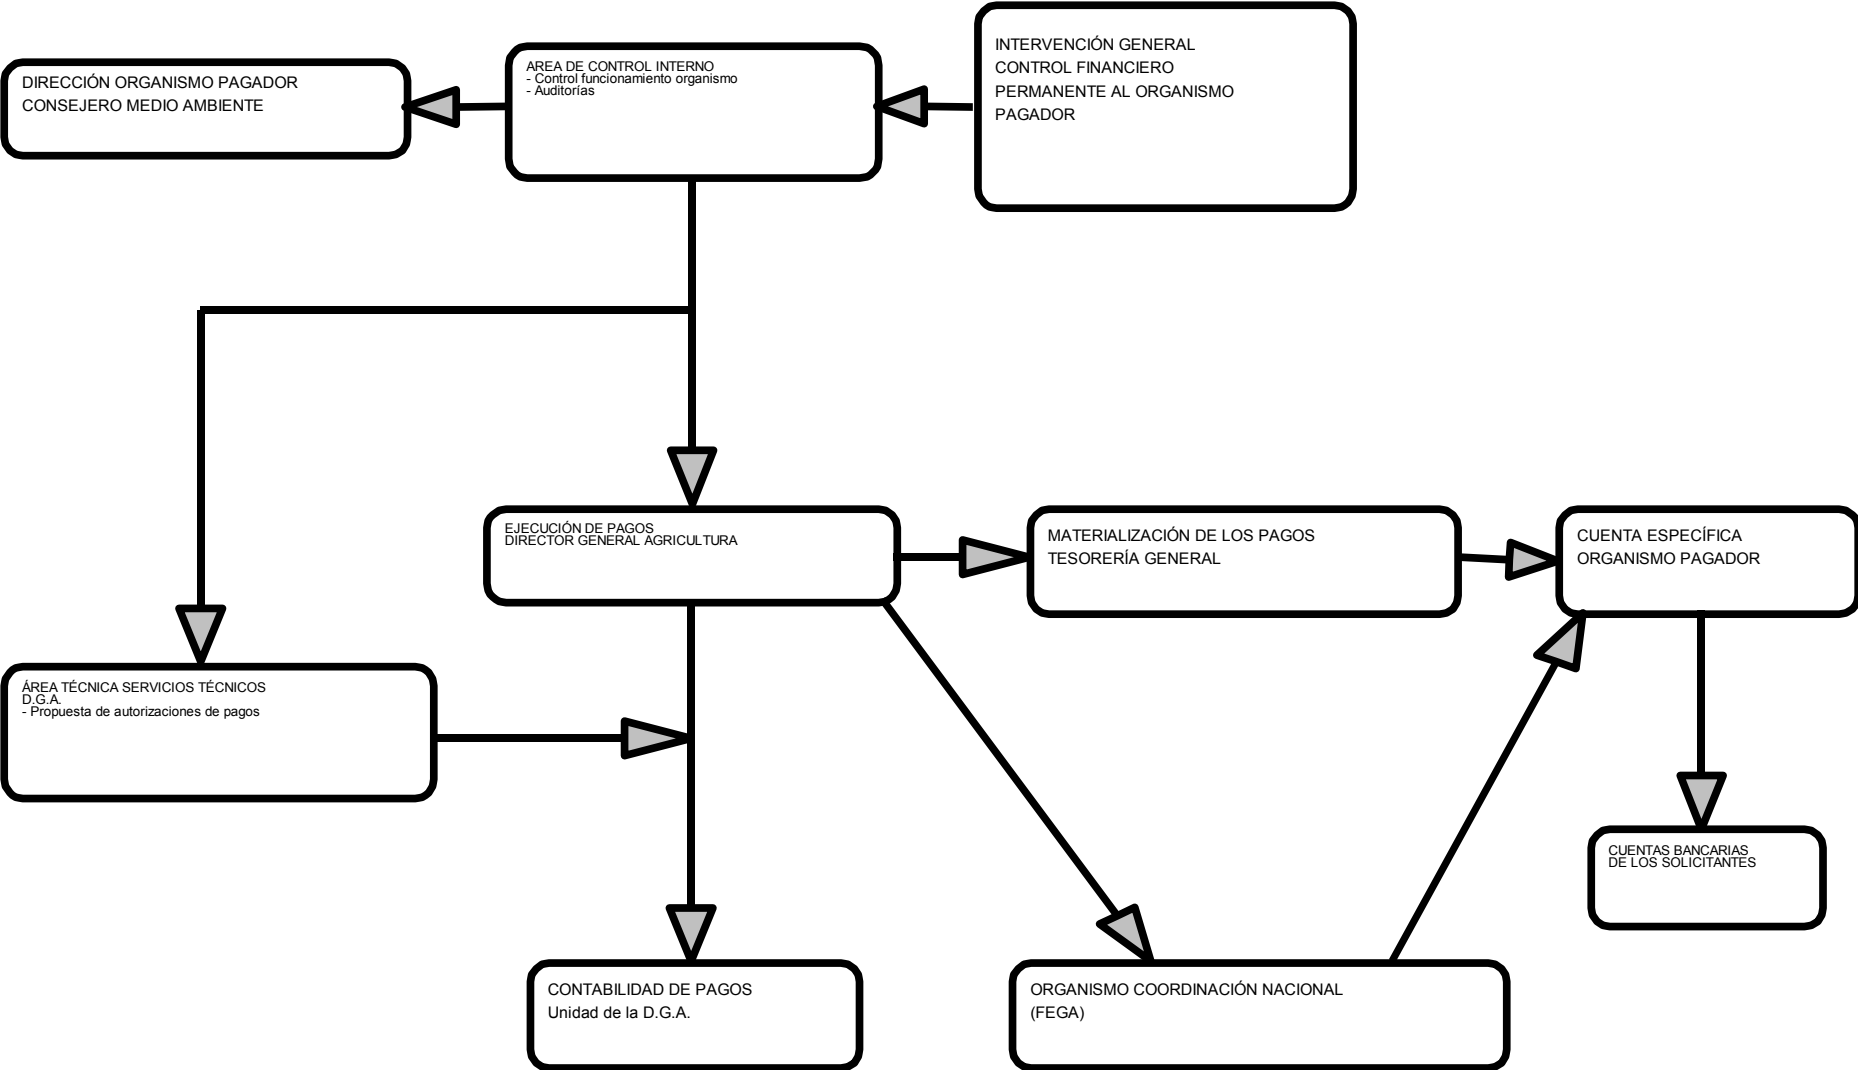 DIRECCIÓN ORGANISMO PAGADOR
CONSEJERO MEDIO AMBIENTE
AREA DE CONTROL INTERNO
- Control funcionamiento organismo
- Auditorías
INTERVENCIÓN GENERAL
CONTROL FINANCIERO
PERMANENTE AL ORGANISMO
PAGADOR
EJECUCIÓN DE PAGOS
DIRECTOR GENERAL AGRICULTURA
MATERIALIZACIÓN DE LOS PAGOS
TESORERÍA GENERAL
CUENTA ESPECÍFICA
ORGANISMO PAGADOR
ÁREA TÉCNICA SERVICIOS TÉCNICOS
D.G.A.
- Propuesta de autorizaciones de pagos
CUENTAS BANCARIAS
DE LOS SOLICITANTES
CONTABILIDAD DE PAGOS
Unidad de la D.G.A.
ORGANISMO COORDINACIÓN NACIONAL
(FEGA)